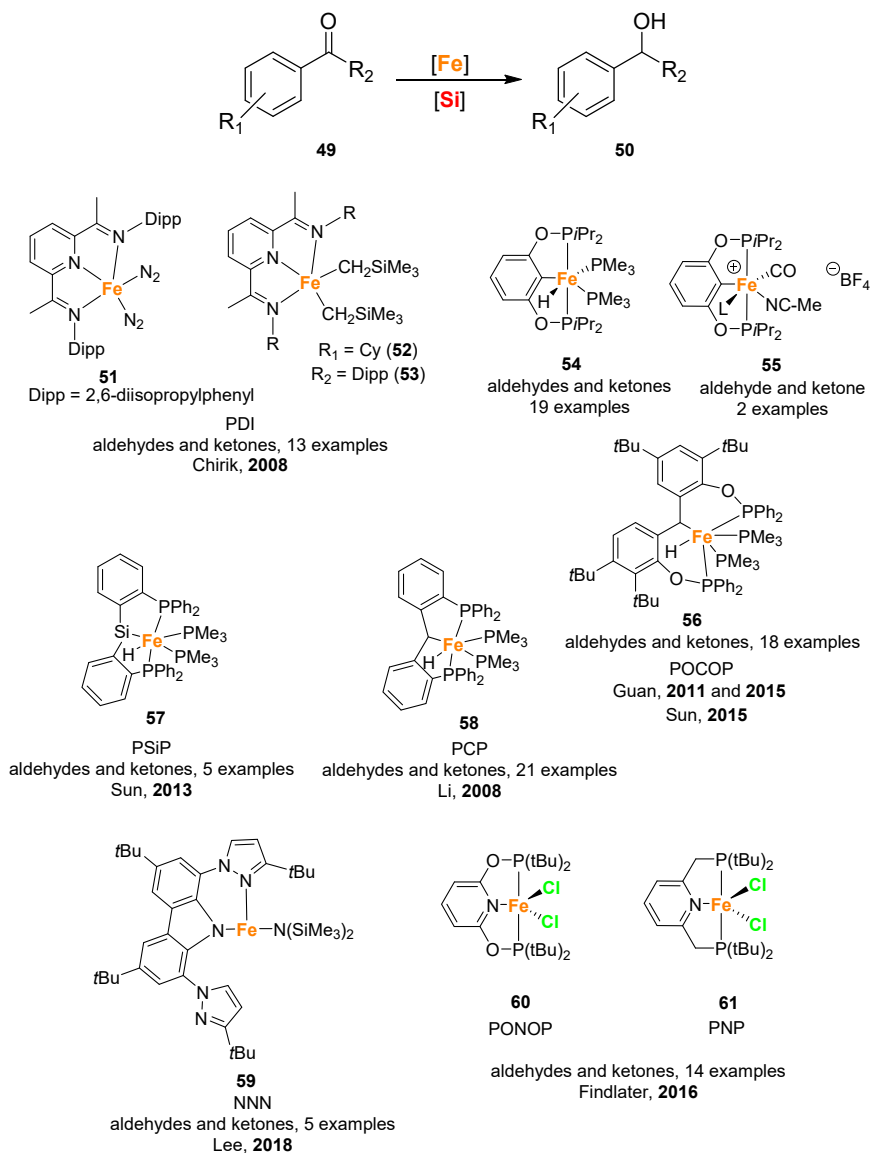 O
R2
R1
49
[Fe]
[Si]
OH
R2
R1
50
N
Dipp
N
Fe
N2
N2
N
Dipp
51
Dipp = 2,6-diisopropylphenyl
N
R
N
Fe
CH2SiMe3
CH2SiMe3
N
R
R1 = Cy (52)
R2 = Dipp (53)
PDI
aldehydes and ketones, 13 examples
Chirik, 2008
O
PiPr2
Fe
PMe3
H
PMe3
O
PiPr2
54
aldehydes and ketones
19 examples
O
PiPr2
+
CO
Fe
L
NC-Me
O
PiPr2
−
BF4
55
aldehyde and ketone
2 examples
tBu
tBu
O
PPh2
Fe
PMe3
H
PMe3
tBu
O
PPh2
tBu
56
aldehydes and ketones, 18 examples
POCOP
Guan, 2011 and 2015
Sun, 2015
PPh2
Si
Fe
PMe3
H
PMe3
PPh2
57
PSiP
aldehydes and ketones, 5 examples
Sun, 2013
PPh2
PMe3
Fe
H
PMe3
PPh2
58
PCP
aldehydes and ketones, 21 examples
Li, 2008
tBu
N
N
tBu
N
Fe
N(SiMe3)2
tBu
N
N
tBu
59
NNN
aldehydes and ketones, 5 examples
Lee, 2018
O
P(tBu)2
Cl
N
Fe
Cl
O
P(tBu)2
60
PONOP
P(tBu)2
Cl
N
Fe
Cl
P(tBu)2
61
PNP
aldehydes and ketones, 14 examples
Findlater, 2016